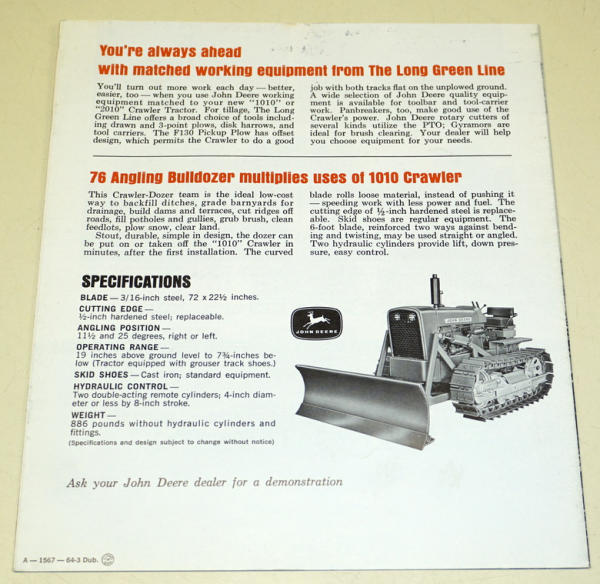 You're always ahead
with matched working equipment from The Long Green Line
You'll turn out more work each day — better,
easier, too — when you use John Deere working
equipment matched to your new "1010" or
"2010" Crawler Tractor. For tillage, The Long
Green Line offers a broad choice of tools includ-
ing drawn and 3-point plows, disk harrows, and
tool carriers. The F130 Pickup Plow has offset
design, which permits the Crawler to do a good
job with both tracks flat on the unplowed ground.
A wide selection of John Deere quality equip-
ment is available for toolbar and tool-carrier
work. Panbreakers, too, make good use of the
Crawler's power. John Deere rotary cutters of
several kinds utilize the PTO; Gyramors are
ideal for brush clearing. Your dealer will help
you choose equipment for your needs.
76 Angling Bulldozer multiplies uses of 1010 Crawler
This Crawler-Dozer team is the ideal low-cost
way to backfill ditches, grade barnyards for
drainage, build dams and terraces, cut ridges off
roads, fill potholes and gullies, grub brush, clean
feedlots, plow snow, clear land.
Stout, durable, simple in design, the dozer can
be put on or taken off the "1010" Crawler in
minutes, after the first installation. The curved
blade rolls loose material, instead of pushing it
— speeding work with less power and fuel. The
cutting edge of ½-inch hardened steel is replace-
able. Skid shoes are regular equipment. The
6-foot blade, reinforced two ways against bend-
ing and twisting, may be used straight or angled.
Two hydraulic cylinders provide lift, down pres-
sure, easy control.
SPECIFICATIONS
BLADE — 3/16-inch steel, 72 x 22½ inches.
CUTTING EDGE —
½-inch hardened steel; replaceable.
ANGLING POSITION —
11½ and 25 degrees, right or left.
OPERATING RANGE —
19 inches above ground level to 7¾-inches be-
low (Tractor equipped with grouser track shoes.)
SKID SHOES — Cast iron; standard equipment.
HYDRAULIC CONTROL —
Two double-acting remote cylinders; 4-inch diam-
eter or less by 8-inch stroke.
WEIGHT —
886 pounds without hydraulic cylinders and
fittings.
(Specifications and design subject to change without notice)
JOHN DEERE
JOHN DEERE
Ask your John Deere dealer for a demonstration
A — 1567 — 64-3 Dub.